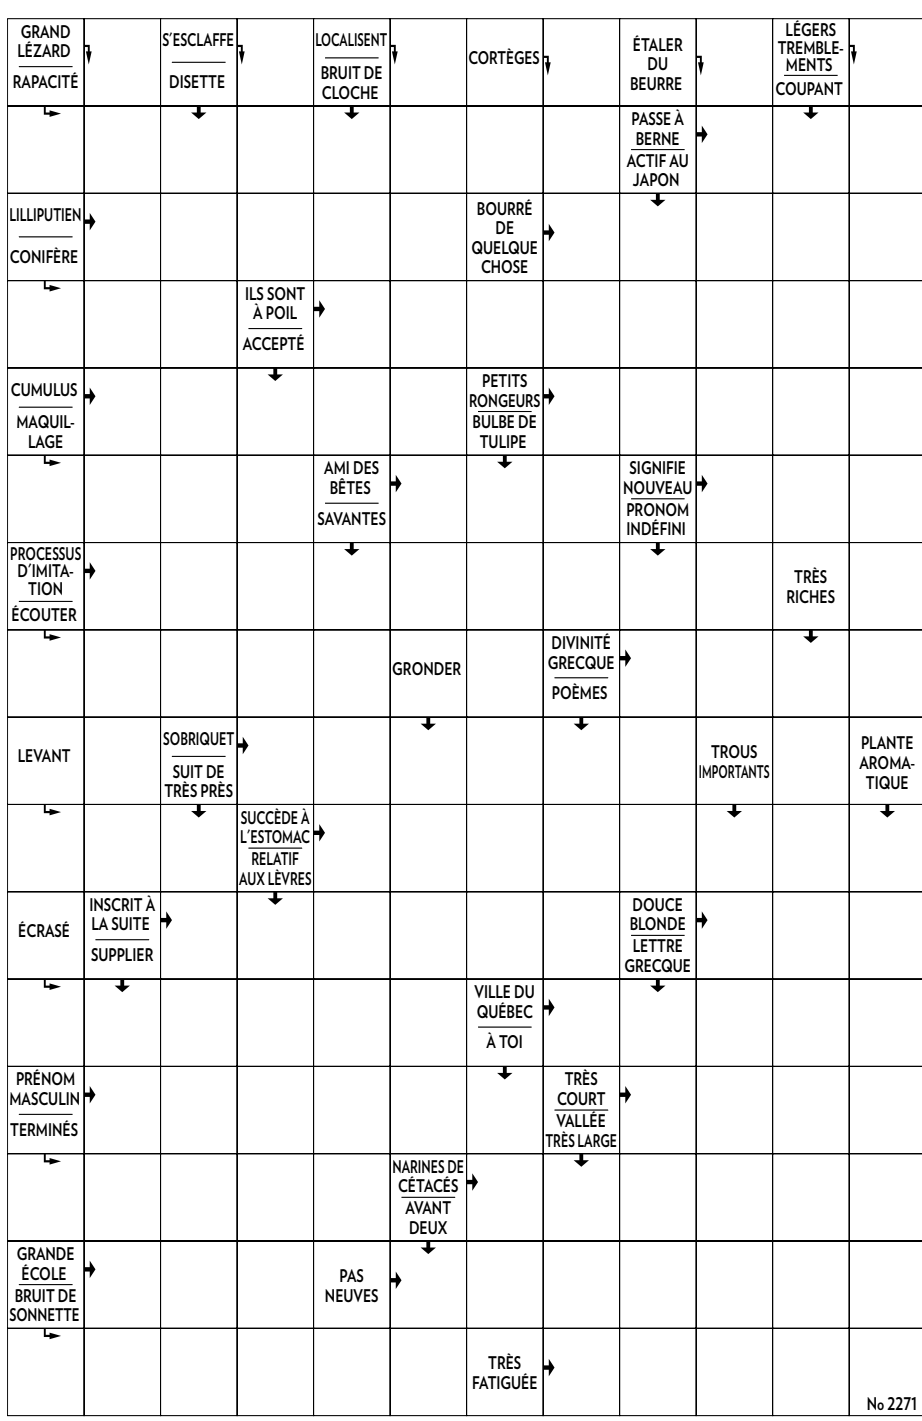 GRAND
LÉZARD
RAPACITÉ
S'ESCLAFFE
DISETTE
LOCALISENT
BRUIT DE
CLOCHE
CORTÈGES
ÉTALER
DU
BEURRE
LÉGERS
TREMBLE-
MENTS
COUPANT
PASSE À
BERNE
ACTIF AU
JAPON
LILLIPUTIEN
CONIFÈRE
BOURRÉ
DE
QUELQUE
CHOSE
ILS SONT
À POIL
ACCEPTÉ
CUMULUS
MAQUIL-
LAGE
PETITS
RONGEURS
BULBE DE
TULIPE
AMI DES
BÊTES
SAVANTES
SIGNIFIE
NOUVEAU
PRONOM
INDÉFINI
PROCESSUS
D'IMITA-
TION
ÉCOUTER
TRÈS
RICHES
GRONDER
DIVINITÉ
GRECQUE
POÈMES
LEVANT
SOBRIQUET
SUIT DE
TRÈS PRÈS
TROUS
IMPORTANTS
PLANTE
AROMA-
TIQUE
SUCCÈDE À
L'ESTOMAC
RELATIF
AUX LÈVRES
ÉCRASÉ
INSCRIT À
LA SUITE
SUPPLIER
DOUCE
BLONDE
LETTRE
GRECQUE
VILLE DU
QUÉBEC
À TOI
PRÉNOM
MASCULIN
TERMINÉS
TRÈS
COURT
VALLÉE
TRÈS LARGE
NARINES DE
CÉTACÉS
AVANT
DEUX
GRANDE
ÉCOLE
BRUIT DE
SONNETTE
PAS
NEUVES
TRÈS
FATIGUÉE
No 2271